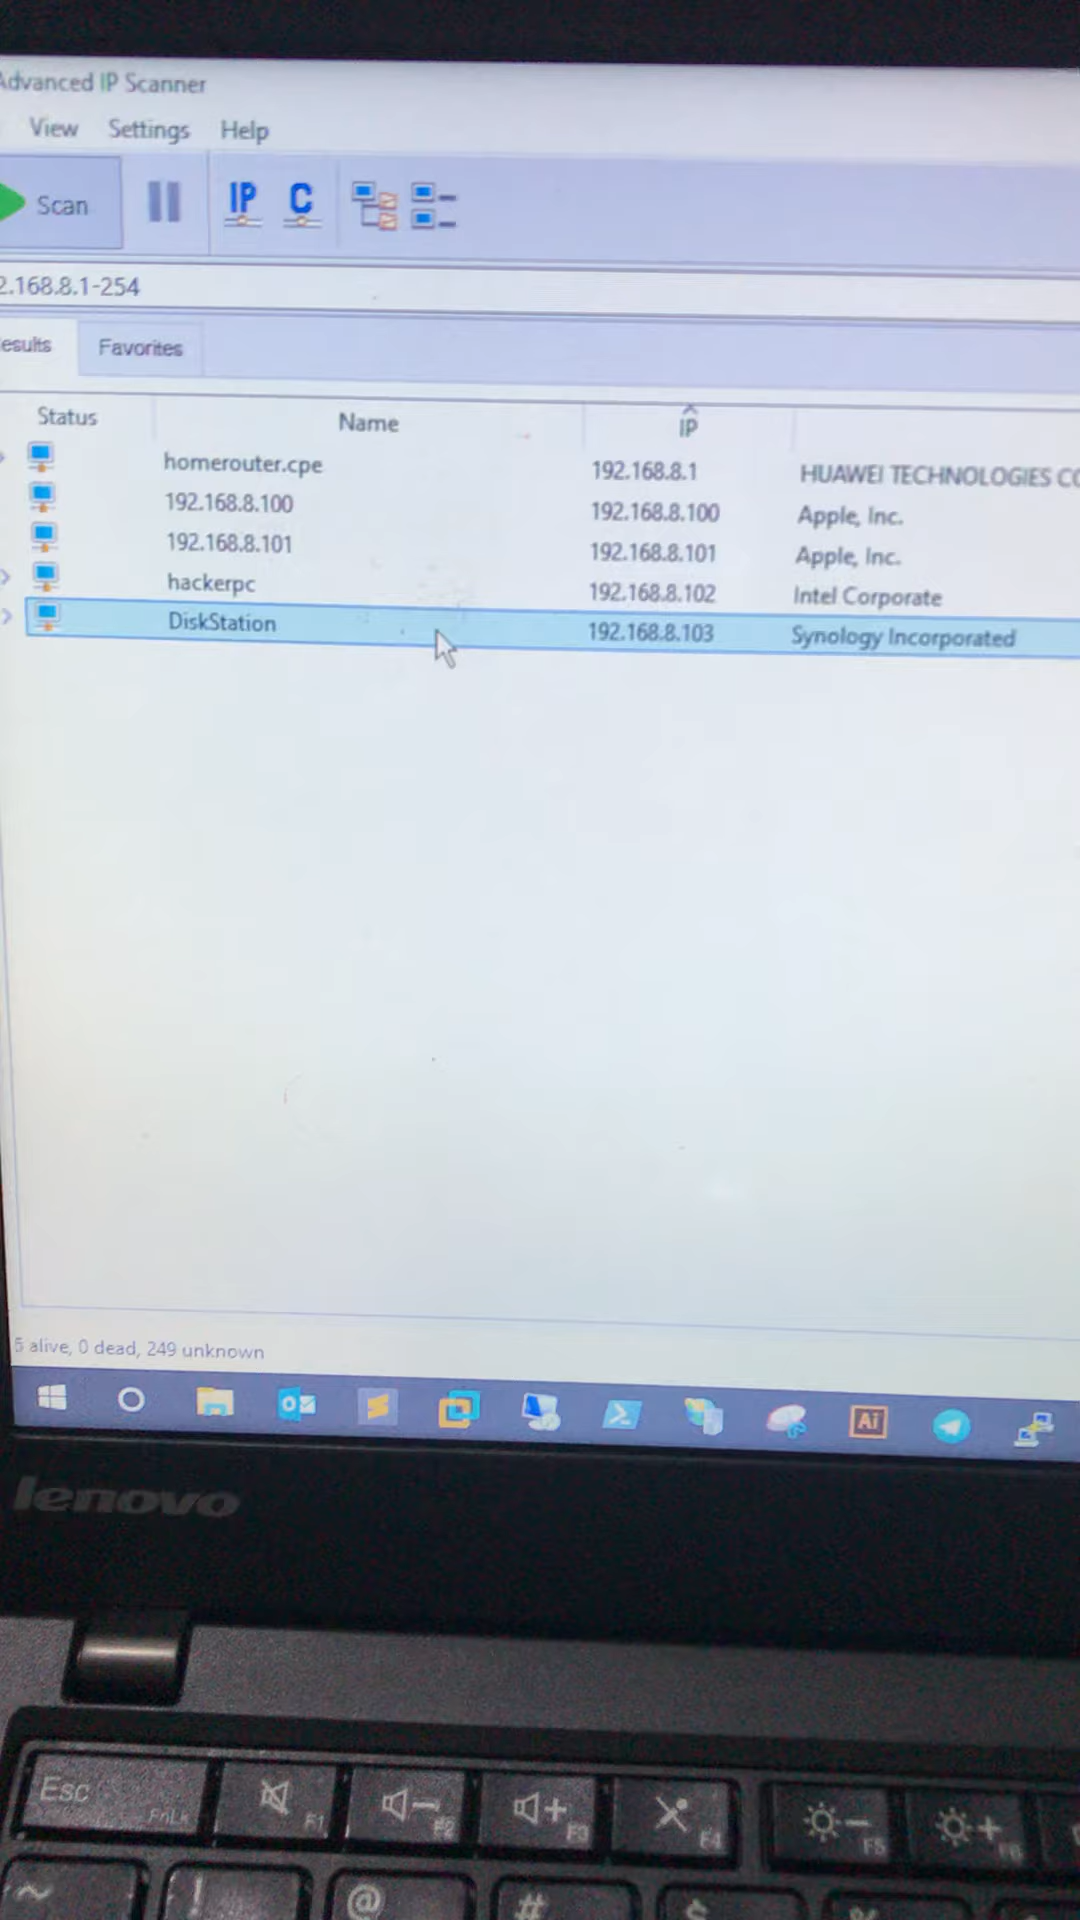 Advanced IP Scanner
View Settings Help
Scan IP C
2.168.8.1-254
esults Favorites
Status Name IP
homerouter.cpe 192.168.8.1 HUAWEI TECHNOLOGIES CO
192.168.8.100 192.168.8.100 Apple, Inc.
192.168.8.101 192.168.8.101 Apple, Inc.
hackerpc 192.168.8.102 Intel Corporate
DiskStation 192.168.8.103 Synology Incorporated
5 alive, 0 dead, 249 unknown
Ai
lenovo
Esc FnLk F1 F2 F3 F4 F5 F6
~ ! @ #